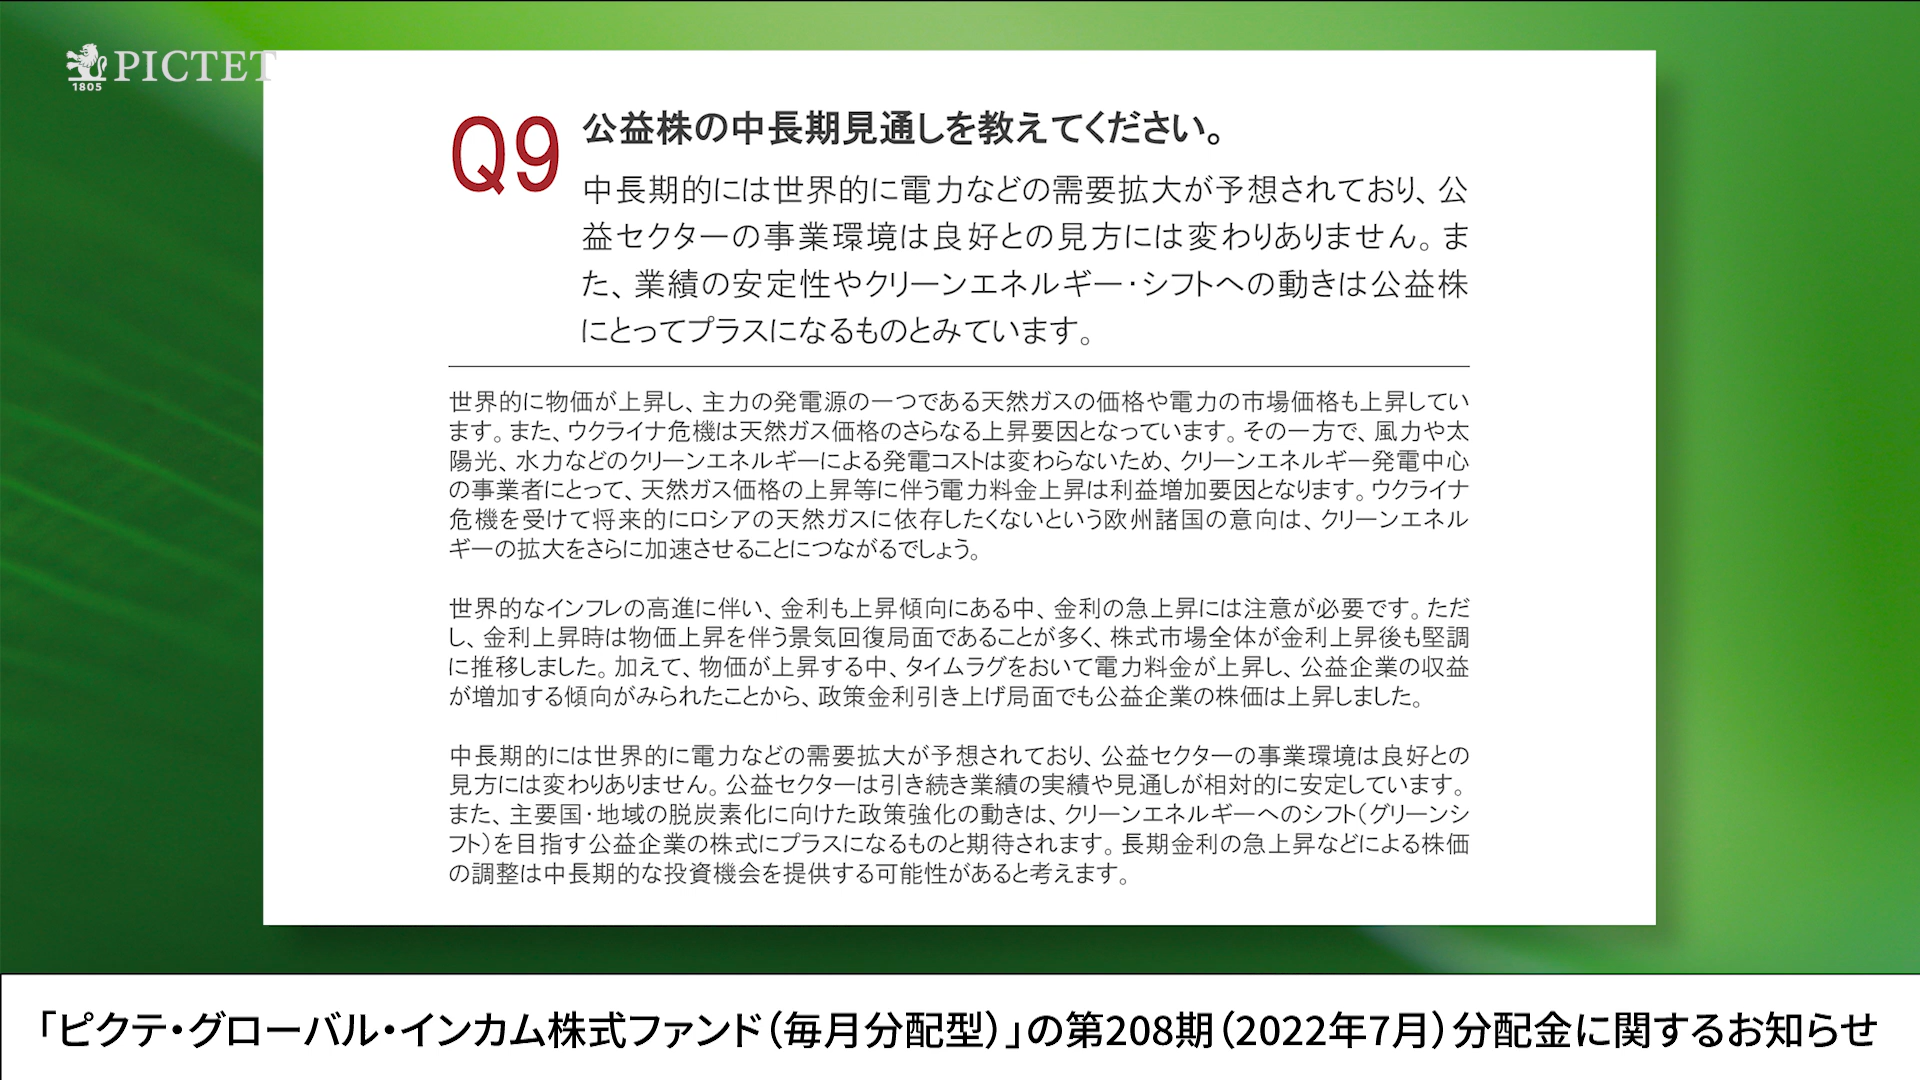 PICTET
1805
Q9
公益株の中長期見通しを教えてください。
中長期的には世界的に電力などの需要拡大が予想されており、公
益セクターの事業環境は良好との見方には変わりありません。ま
た、業績の安定性やクリーンエネルギー・シフトへの動きは公益株
にとってプラスになるものとみています。
世界的に物価が上昇し、主力の発電源の一つである天然ガスの価格や電力の市場価格も上昇してい
ます。また、ウクライナ危機は天然ガス価格のさらなる上昇要因となっています。その一方で、風力や太
陽光、水力などのクリーンエネルギーによる発電コストは変わらないため、クリーンエネルギー発電中心
の事業者にとって、天然ガス価格の上昇等に伴う電力料金上昇は利益増加要因となります。ウクライナ
危機を受けて将来的にロシアの天然ガスに依存したくないという欧州諸国の意向は、クリーンエネル
ギーの拡大をさらに加速させることにつながるでしょう。
世界的なインフレの高進に伴い、金利も上昇傾向にある中、金利の急上昇には注意が必要です。ただ
し、金利上昇時は物価上昇を伴う景気回復局面であることが多く、株式市場全体が金利上昇後も堅調
に推移しました。加えて、物価が上昇する中、タイムラグをおいて電力料金が上昇し、公益企業の収益
が増加する傾向がみられたことから、政策金利引き上げ局面でも公益企業の株価は上昇しました。
中長期的には世界的に電力などの需要拡大が予想されており、公益セクターの事業環境は良好との
見方には変わりありません。公益セクターは引き続き業績の実績や見通しが相対的に安定しています。
また、主要国・地域の脱炭素化に向けた政策強化の動きは、クリーンエネルギーへのシフト（グリーンシ
フト）を目指す公益企業の株式にプラスになるものと期待されます。長期金利の急上昇などによる株価
の調整は中長期的な投資機会を提供する可能性があると考えます。
「ピクテ・グローバル・インカム株式ファンド（毎月分配型）」の第208期（2022年7月）分配金に関するお知らせ